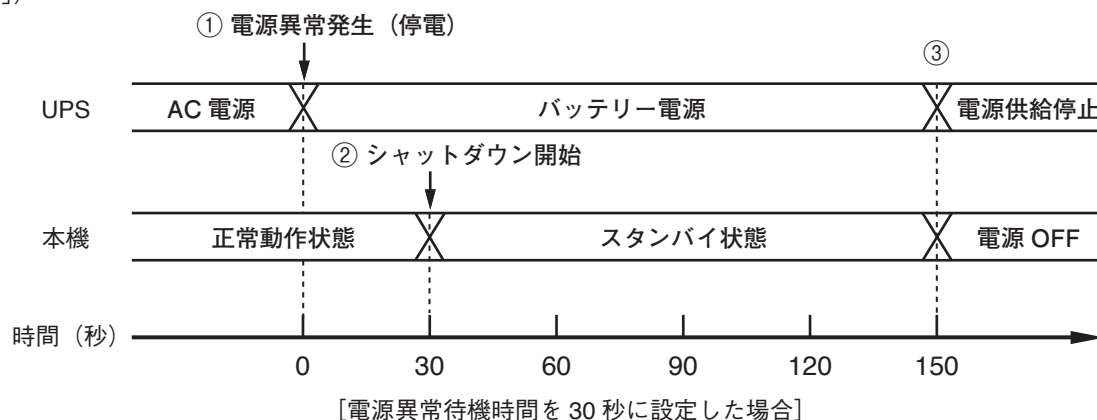 ① 電源異常発生（停電）
③
UPS
AC 電源
バッテリー電源
電源供給停止
② シャットダウン開始
本機
正常動作状態
スタンバイ状態
電源 OFF
時間（秒）
0
30
60
90
120
150
［電源異常待機時間を 30 秒に設定した場合］